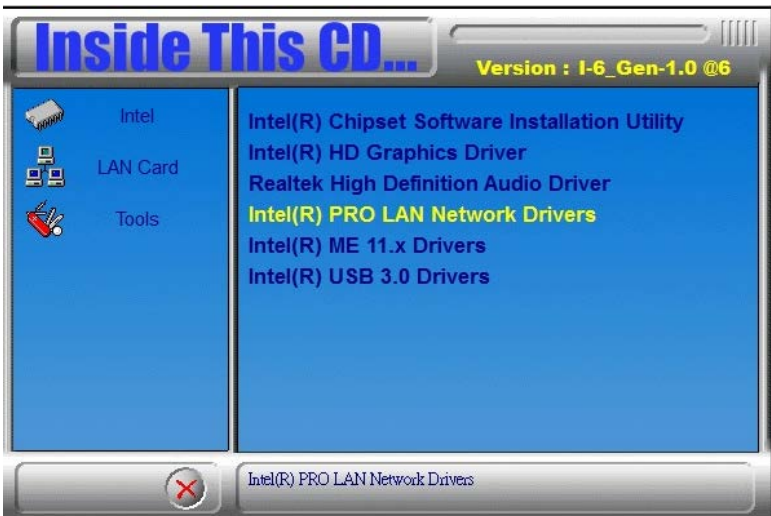 Inside This CD...
Version : I-6_Gen-1.0 @6
Intel
LAN Card
Tools
Intel(R) Chipset Software Installation Utility
Intel(R) HD Graphics Driver
Realtek High Definition Audio Driver
Intel(R) PRO LAN Network Drivers
Intel(R) ME 11.x Drivers
Intel(R) USB 3.0 Drivers
Intel(R) PRO LAN Network Drivers